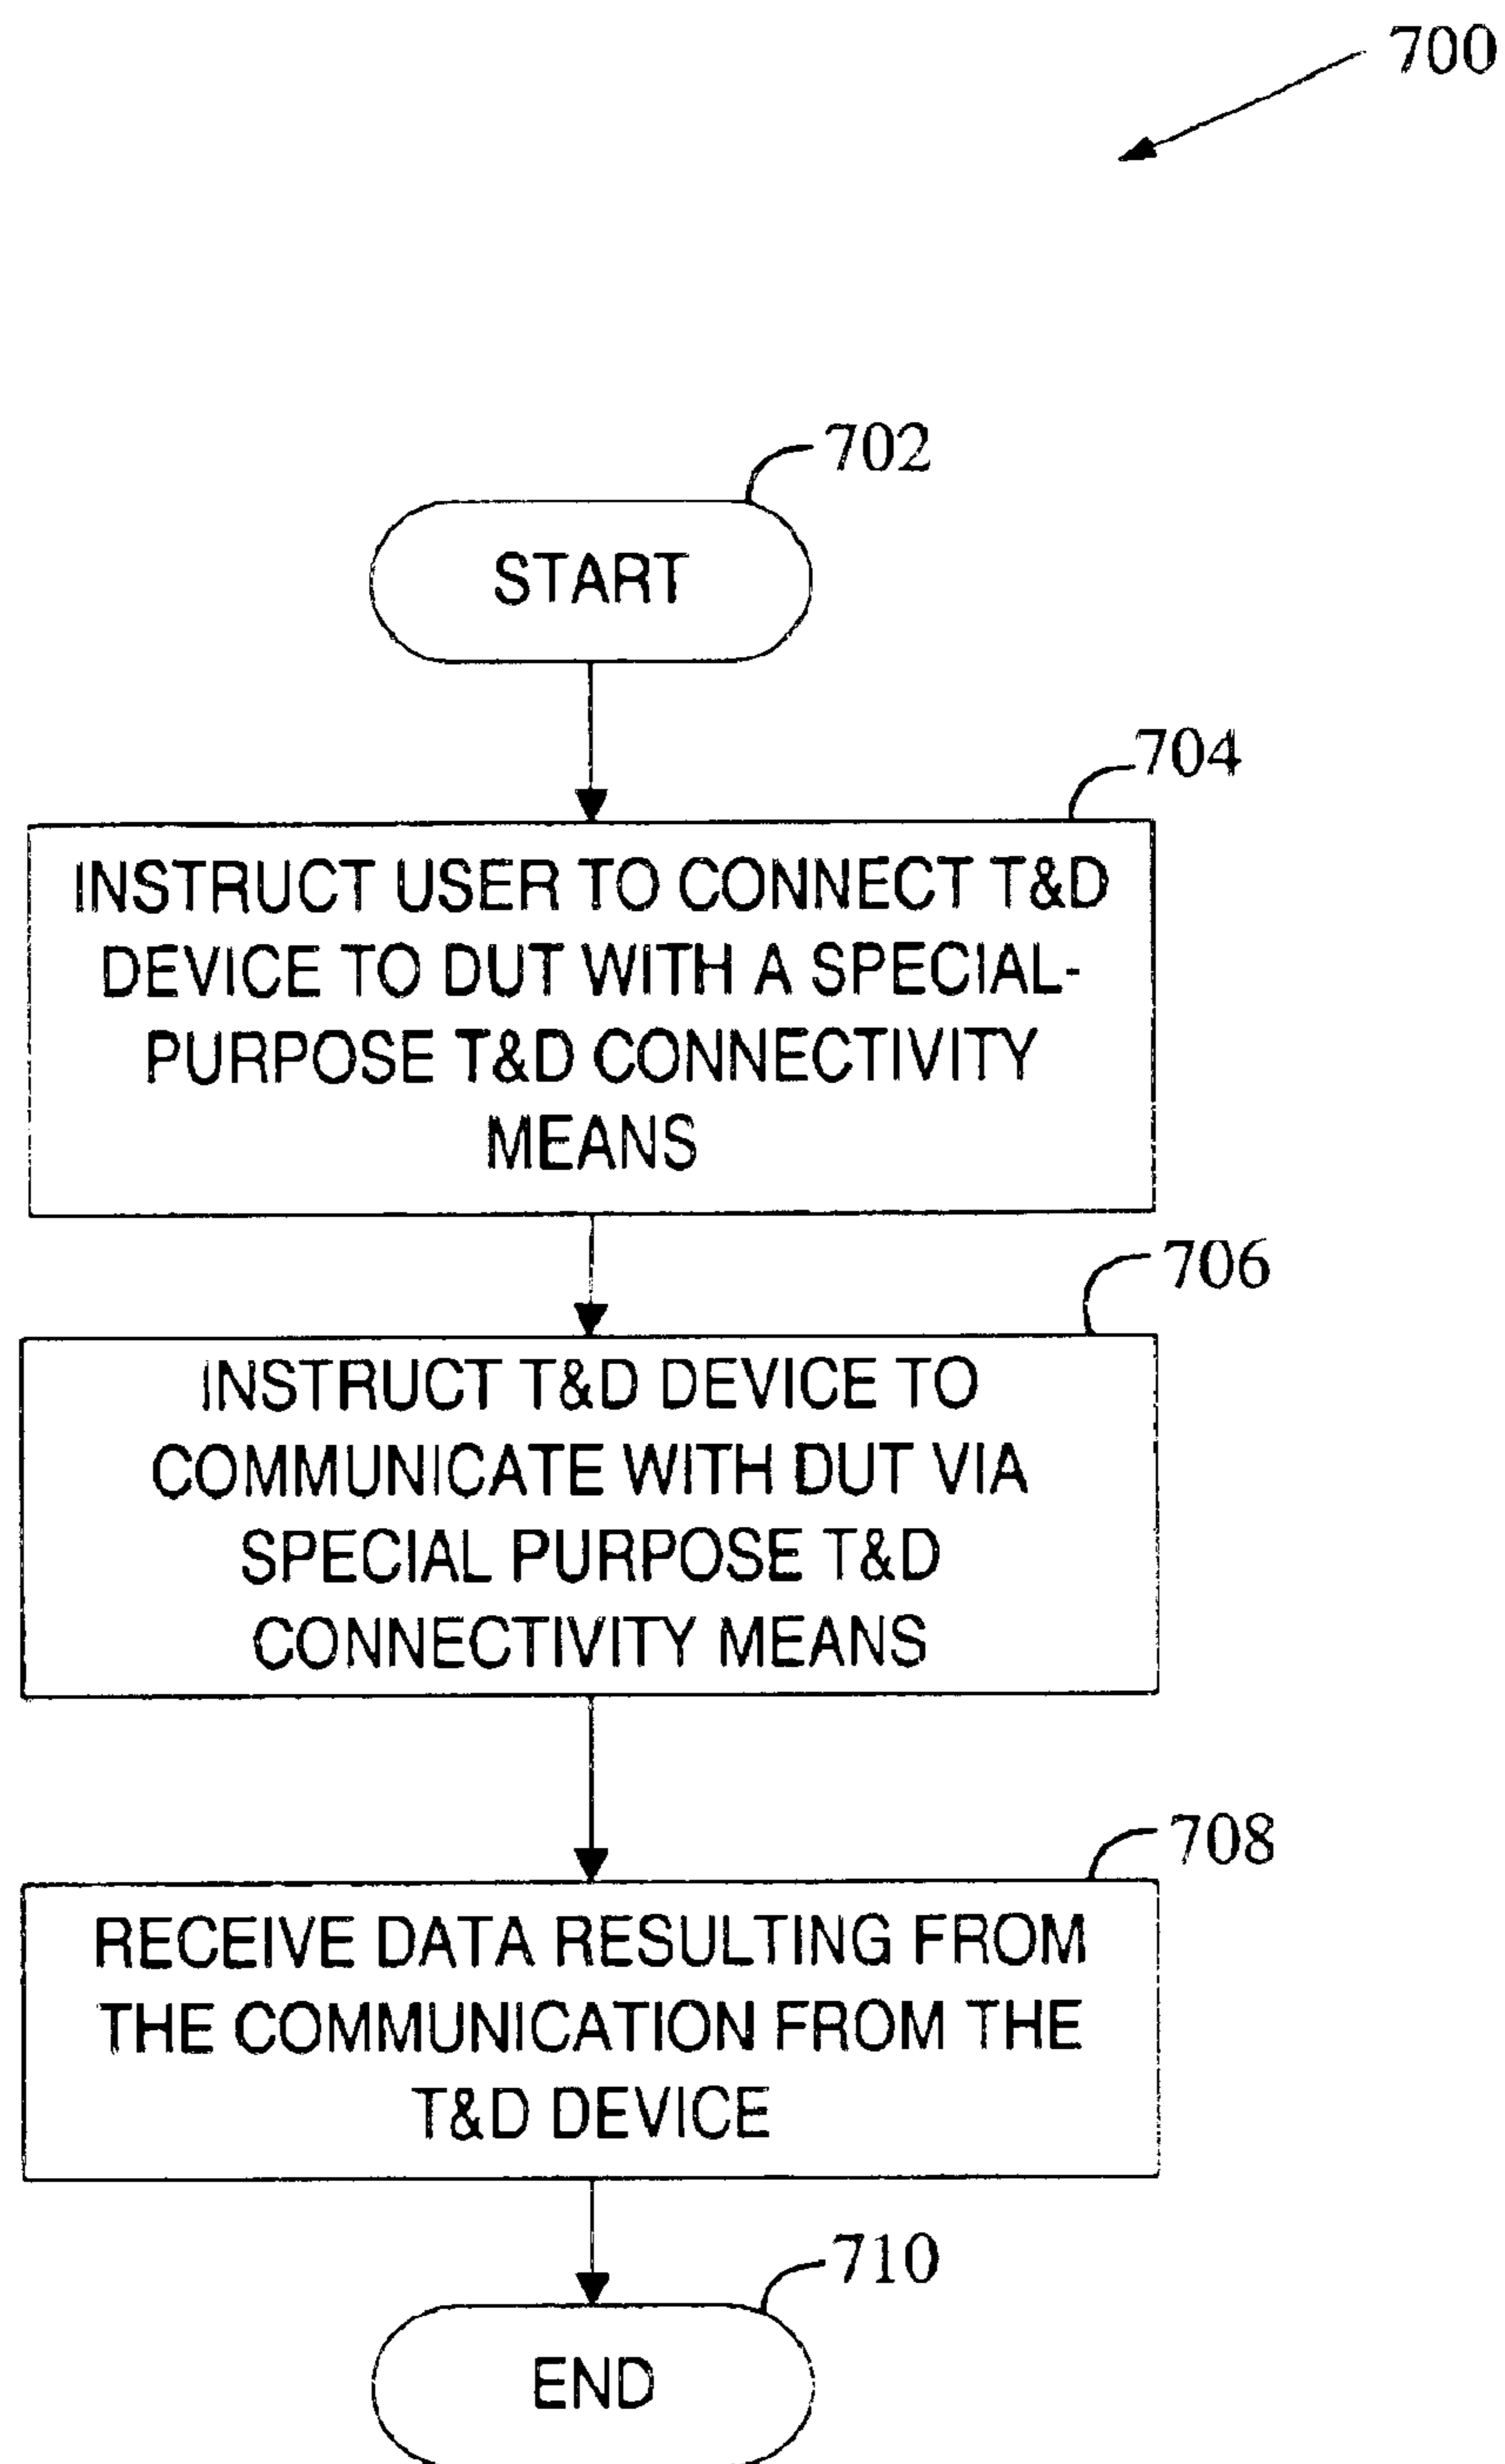 700
702
START
704
INSTRUCT USER TO CONNECT T&D
DEVICE TO DUT WITH A SPECIAL-
PURPOSE T&D CONNECTIVITY
MEANS
706
INSTRUCT T&D DEVICE TO
COMMUNICATE WITH DUT VIA
SPECIAL PURPOSE T&D
CONNECTIVITY MEANS
708
RECEIVE DATA RESULTING FROM
THE COMMUNICATION FROM THE
T&D DEVICE
710
END